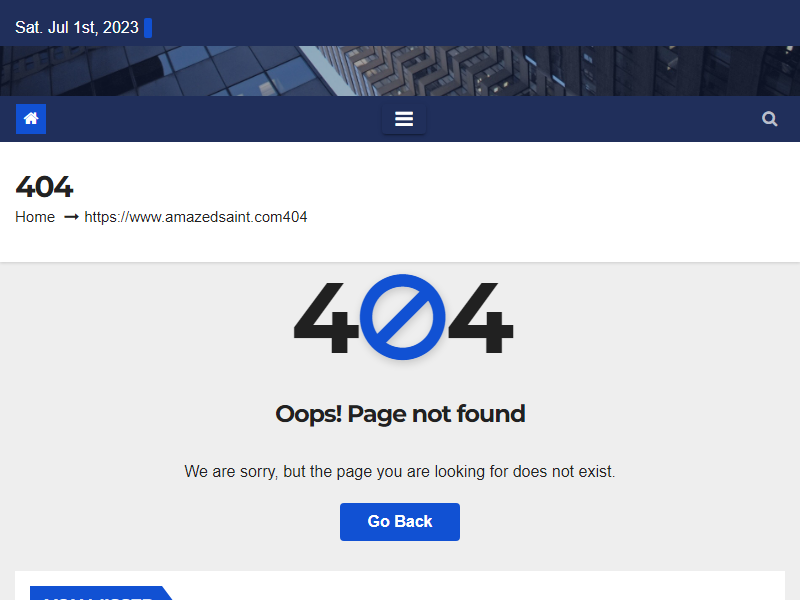 Sat. Jul 1st, 2023
404
Home → https://www.amazedsaint.com404
404
Oops! Page not found
We are sorry, but the page you are looking for does not exist.
Go Back